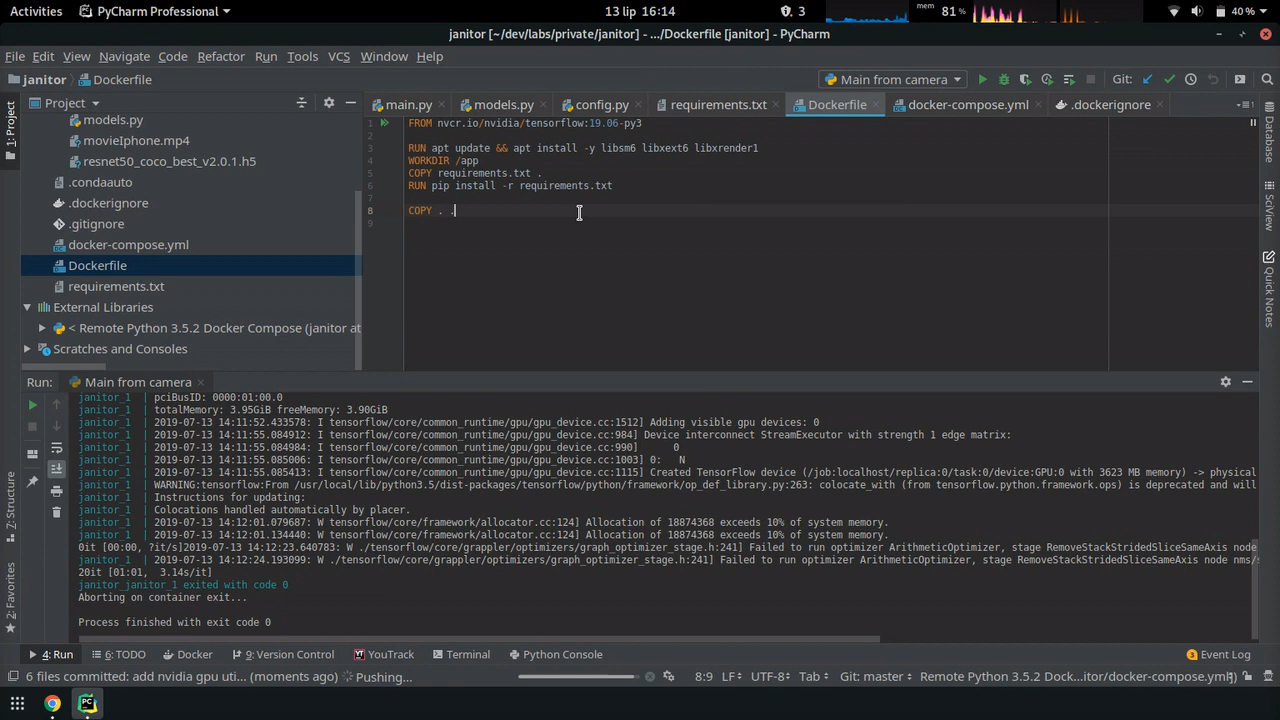 Activities PyCharm Professional 13 lip 16:14 3 mem 81% 40 %
janitor [~/dev/labs/private/janitor] - .../Dockerfile [janitor] - PyCharm
File Edit View Navigate Code Refactor Run Tools VCS Window Help
janitor Dockerfile Main from camera Git:
1: Project
Project
models.py
movieIphone.mp4
resnet50_coco_best_v2.0.1.h5
.condaauto
.dockerignore
.gitignore
docker-compose.yml
Dockerfile
requirements.txt
External Libraries
< Remote Python 3.5.2 Docker Compose (janitor at
Scratches and Consoles
main.py models.py config.py requirements.txt Dockerfile docker-compose.yml .dockerignore
1 FROM nvcr.io/nvidia/tensorflow:19.06-py3
2
3 RUN apt update && apt install -y libsm6 libxext6 libxrender1
4 WORKDIR /app
5 COPY requirements.txt .
6 RUN pip install -r requirements.txt
7
8 COPY . .
9
Database
SciView
Quick Notes
Run: Main from camera
janitor_1 | pciBusID: 0000:01:00.0
janitor_1 | totalMemory: 3.95GiB freeMemory: 3.90GiB
janitor_1 | 2019-07-13 14:11:52.433578: I tensorflow/core/common_runtime/gpu/gpu_device.cc:1512] Adding visible gpu devices: 0
janitor_1 | 2019-07-13 14:11:55.084912: I tensorflow/core/common_runtime/gpu/gpu_device.cc:984] Device interconnect StreamExecutor with strength 1 edge matrix:
janitor_1 | 2019-07-13 14:11:55.084994: I tensorflow/core/common_runtime/gpu/gpu_device.cc:990] 0
janitor_1 | 2019-07-13 14:11:55.085006: I tensorflow/core/common_runtime/gpu/gpu_device.cc:1003] 0: N
janitor_1 | 2019-07-13 14:11:55.085413: I tensorflow/core/common_runtime/gpu/gpu_device.cc:1115] Created TensorFlow device (/job:localhost/replica:0/task:0/device:GPU:0 with 3623 MB memory) -> physical
janitor_1 | WARNING:tensorflow:From /usr/local/lib/python3.5/dist-packages/tensorflow/python/framework/op_def_library.py:263: colocate_with (from tensorflow.python.framework.ops) is deprecated and will
janitor_1 | Instructions for updating:
janitor_1 | Colocations handled automatically by placer.
janitor_1 | 2019-07-13 14:12:01.079687: W tensorflow/core/framework/allocator.cc:124] Allocation of 18874368 exceeds 10% of system memory.
janitor_1 | 2019-07-13 14:12:01.134440: W tensorflow/core/framework/allocator.cc:124] Allocation of 18874368 exceeds 10% of system memory.
0it [00:00, ?it/s]2019-07-13 14:12:23.640783: W ./tensorflow/core/grappler/optimizers/graph_optimizer_stage.h:241] Failed to run optimizer ArithmeticOptimizer, stage RemoveStackStridedSliceSameAxis node
janitor_1 | 2019-07-13 14:12:24.193099: W ./tensorflow/core/grappler/optimizers/graph_optimizer_stage.h:241] Failed to run optimizer ArithmeticOptimizer, stage RemoveStackStridedSliceSameAxis node nms/s
20it [01:01, 3.14s/it]
janitor_janitor_1 exited with code 0
Aborting on container exit...
Process finished with exit code 0
Z: Structure
2: Favorites
4: Run 6: TODO Docker 9: Version Control YouTrack Terminal Python Console 3 Event Log
6 files committed: add nvidia gpu uti... (moments ago) Pushing... 8:9 LF UTF-8 Tab Git: master Remote Python 3.5.2 Dock...itor/docker-compose.yml)